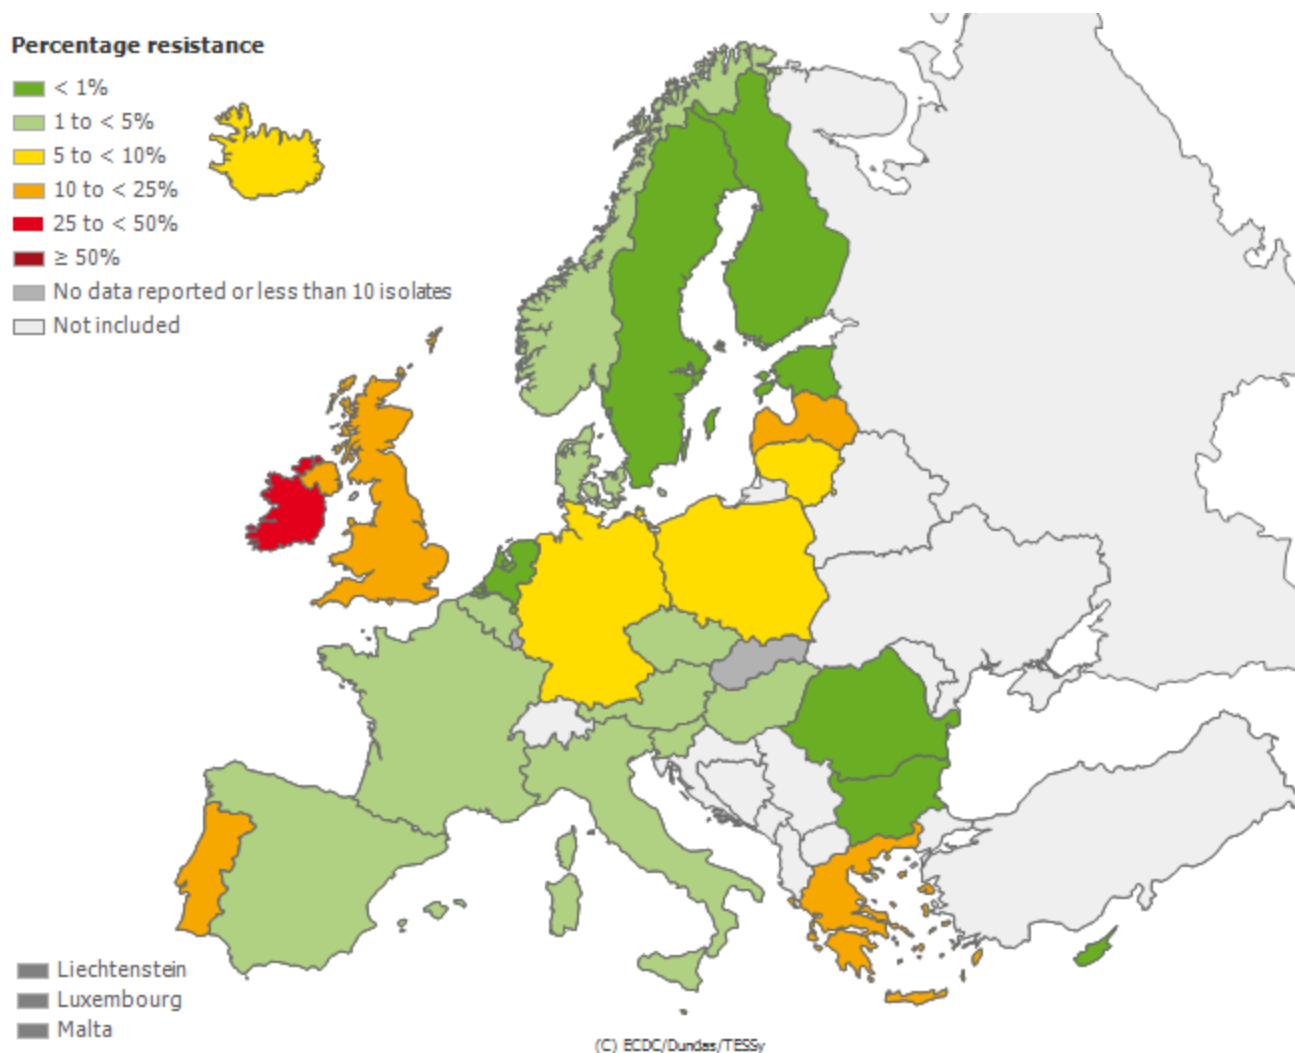 Percentage resistance
< 1%
1 to < 5%
5 to < 10%
10 to < 25%
25 to < 50%
≥ 50%
No data reported or less than 10 isolates
Not included
Liechtenstein
Luxembourg
Malta
(C) ECDC/Dundas/TESSy